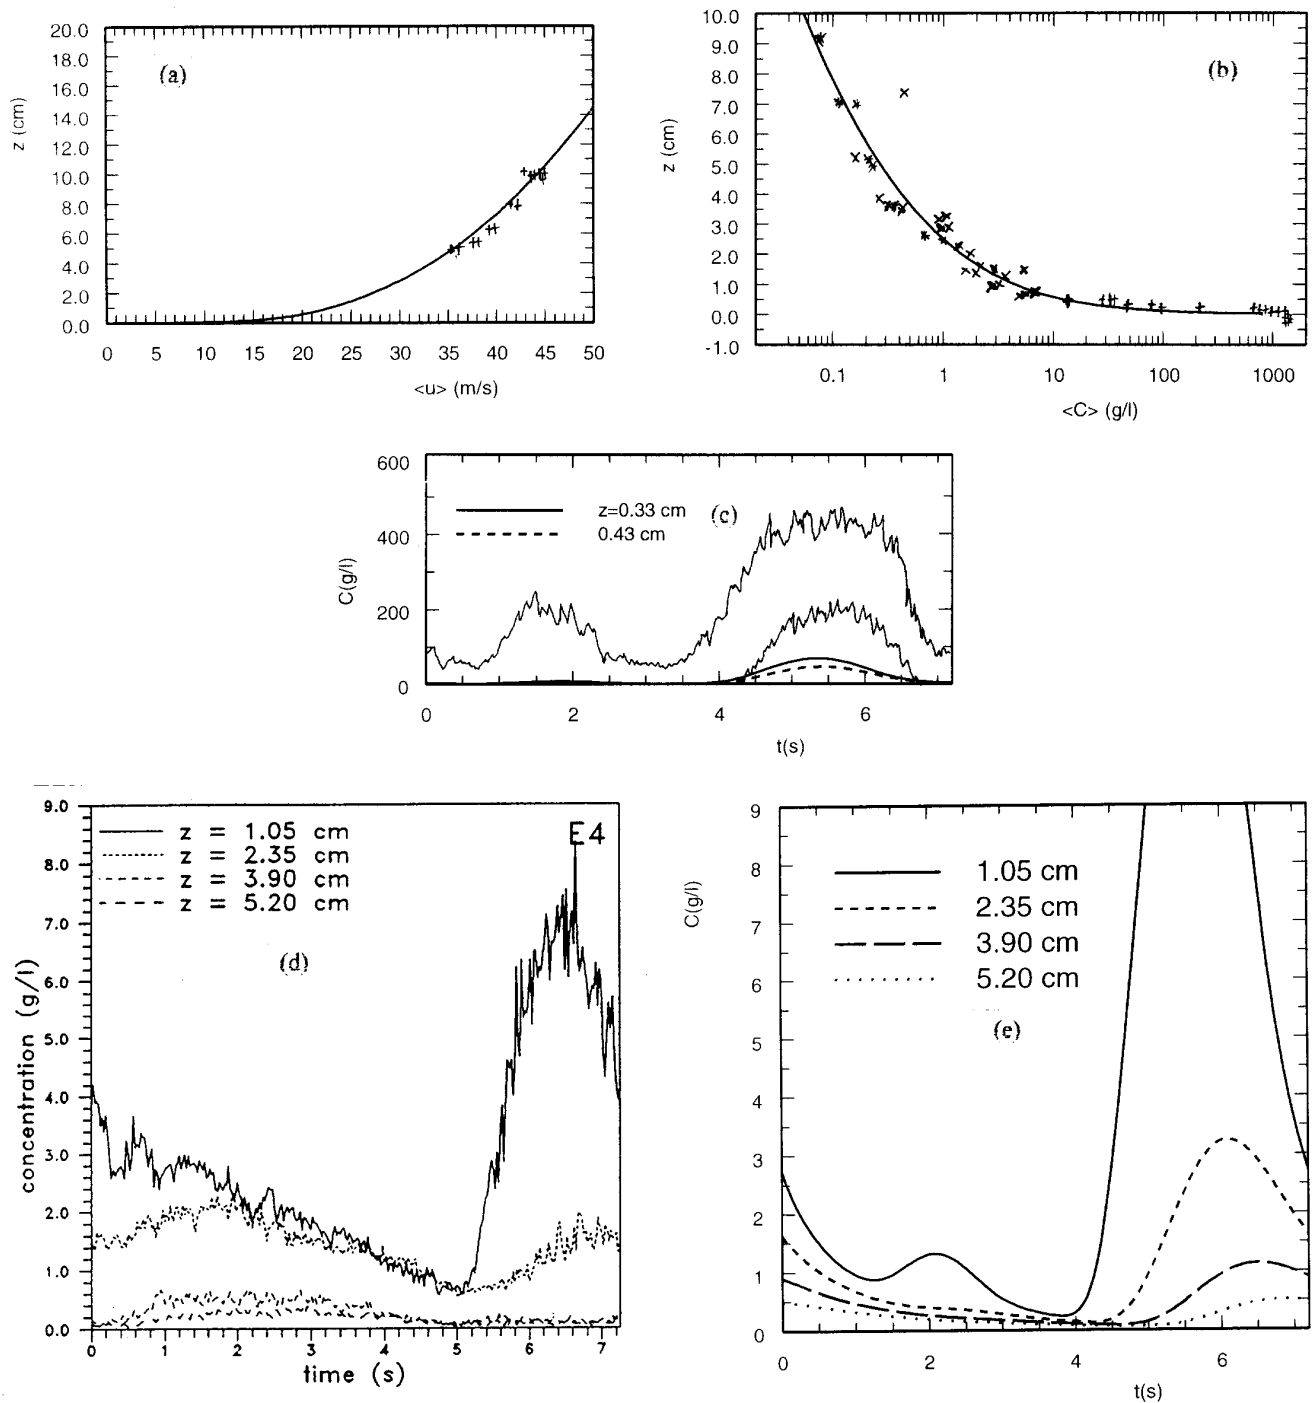 20.0
18.0
16.0
14.0
12.0
10.0
8.0
6.0
4.0
2.0
0.0
z (cm)
(a)
0 5 10 15 20 25 30 35 40 45 50
<u> (m/s)
10.0
9.0
8.0
7.0
6.0
5.0
4.0
3.0
2.0
1.0
0.0
-1.0
z (cm)
(b)
0.1 1 10 100 1000
<C> (g/l)
600
400
200
0
C(g/l)
z=0.33 cm
0.43 cm
(c)
0 2 4 6
t(s)
9.0
8.0
7.0
6.0
5.0
4.0
3.0
2.0
1.0
0.0
concentration (g/l)
z = 1.05 cm
z = 2.35 cm
z = 3.90 cm
z = 5.20 cm
E4
(d)
0 1 2 3 4 5 6 7
time (s)
9
8
7
6
5
4
3
2
1
0
C(g/l)
1.05 cm
2.35 cm
3.90 cm
5.20 cm
(e)
0 2 4 6
t(s)